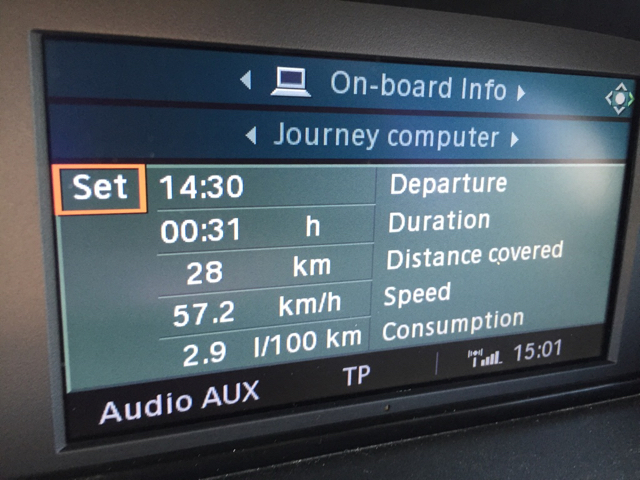 On-board Info
Journey computer
Set 14:30 Departure
00:31 h Duration
28 km Distance covered
57.2 km/h Speed
2.9 l/100 km Consumption
Audio AUX TP 15:01